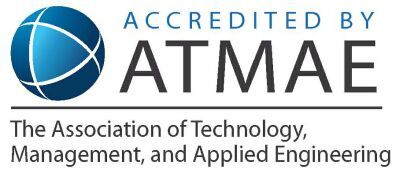 ACCREDITED BY
ATMAE
The Association of Technology,
Management, and Applied Engineering